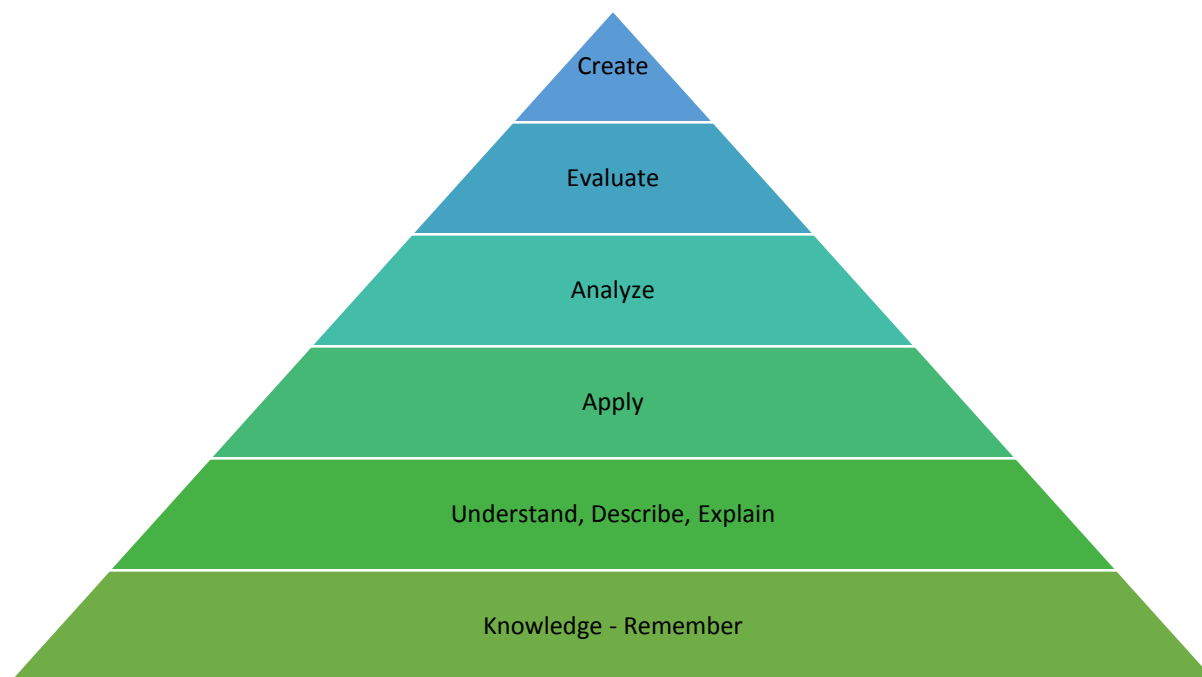 Create
Evaluate
Analyze
Apply
Understand, Describe, Explain
Knowledge - Remember